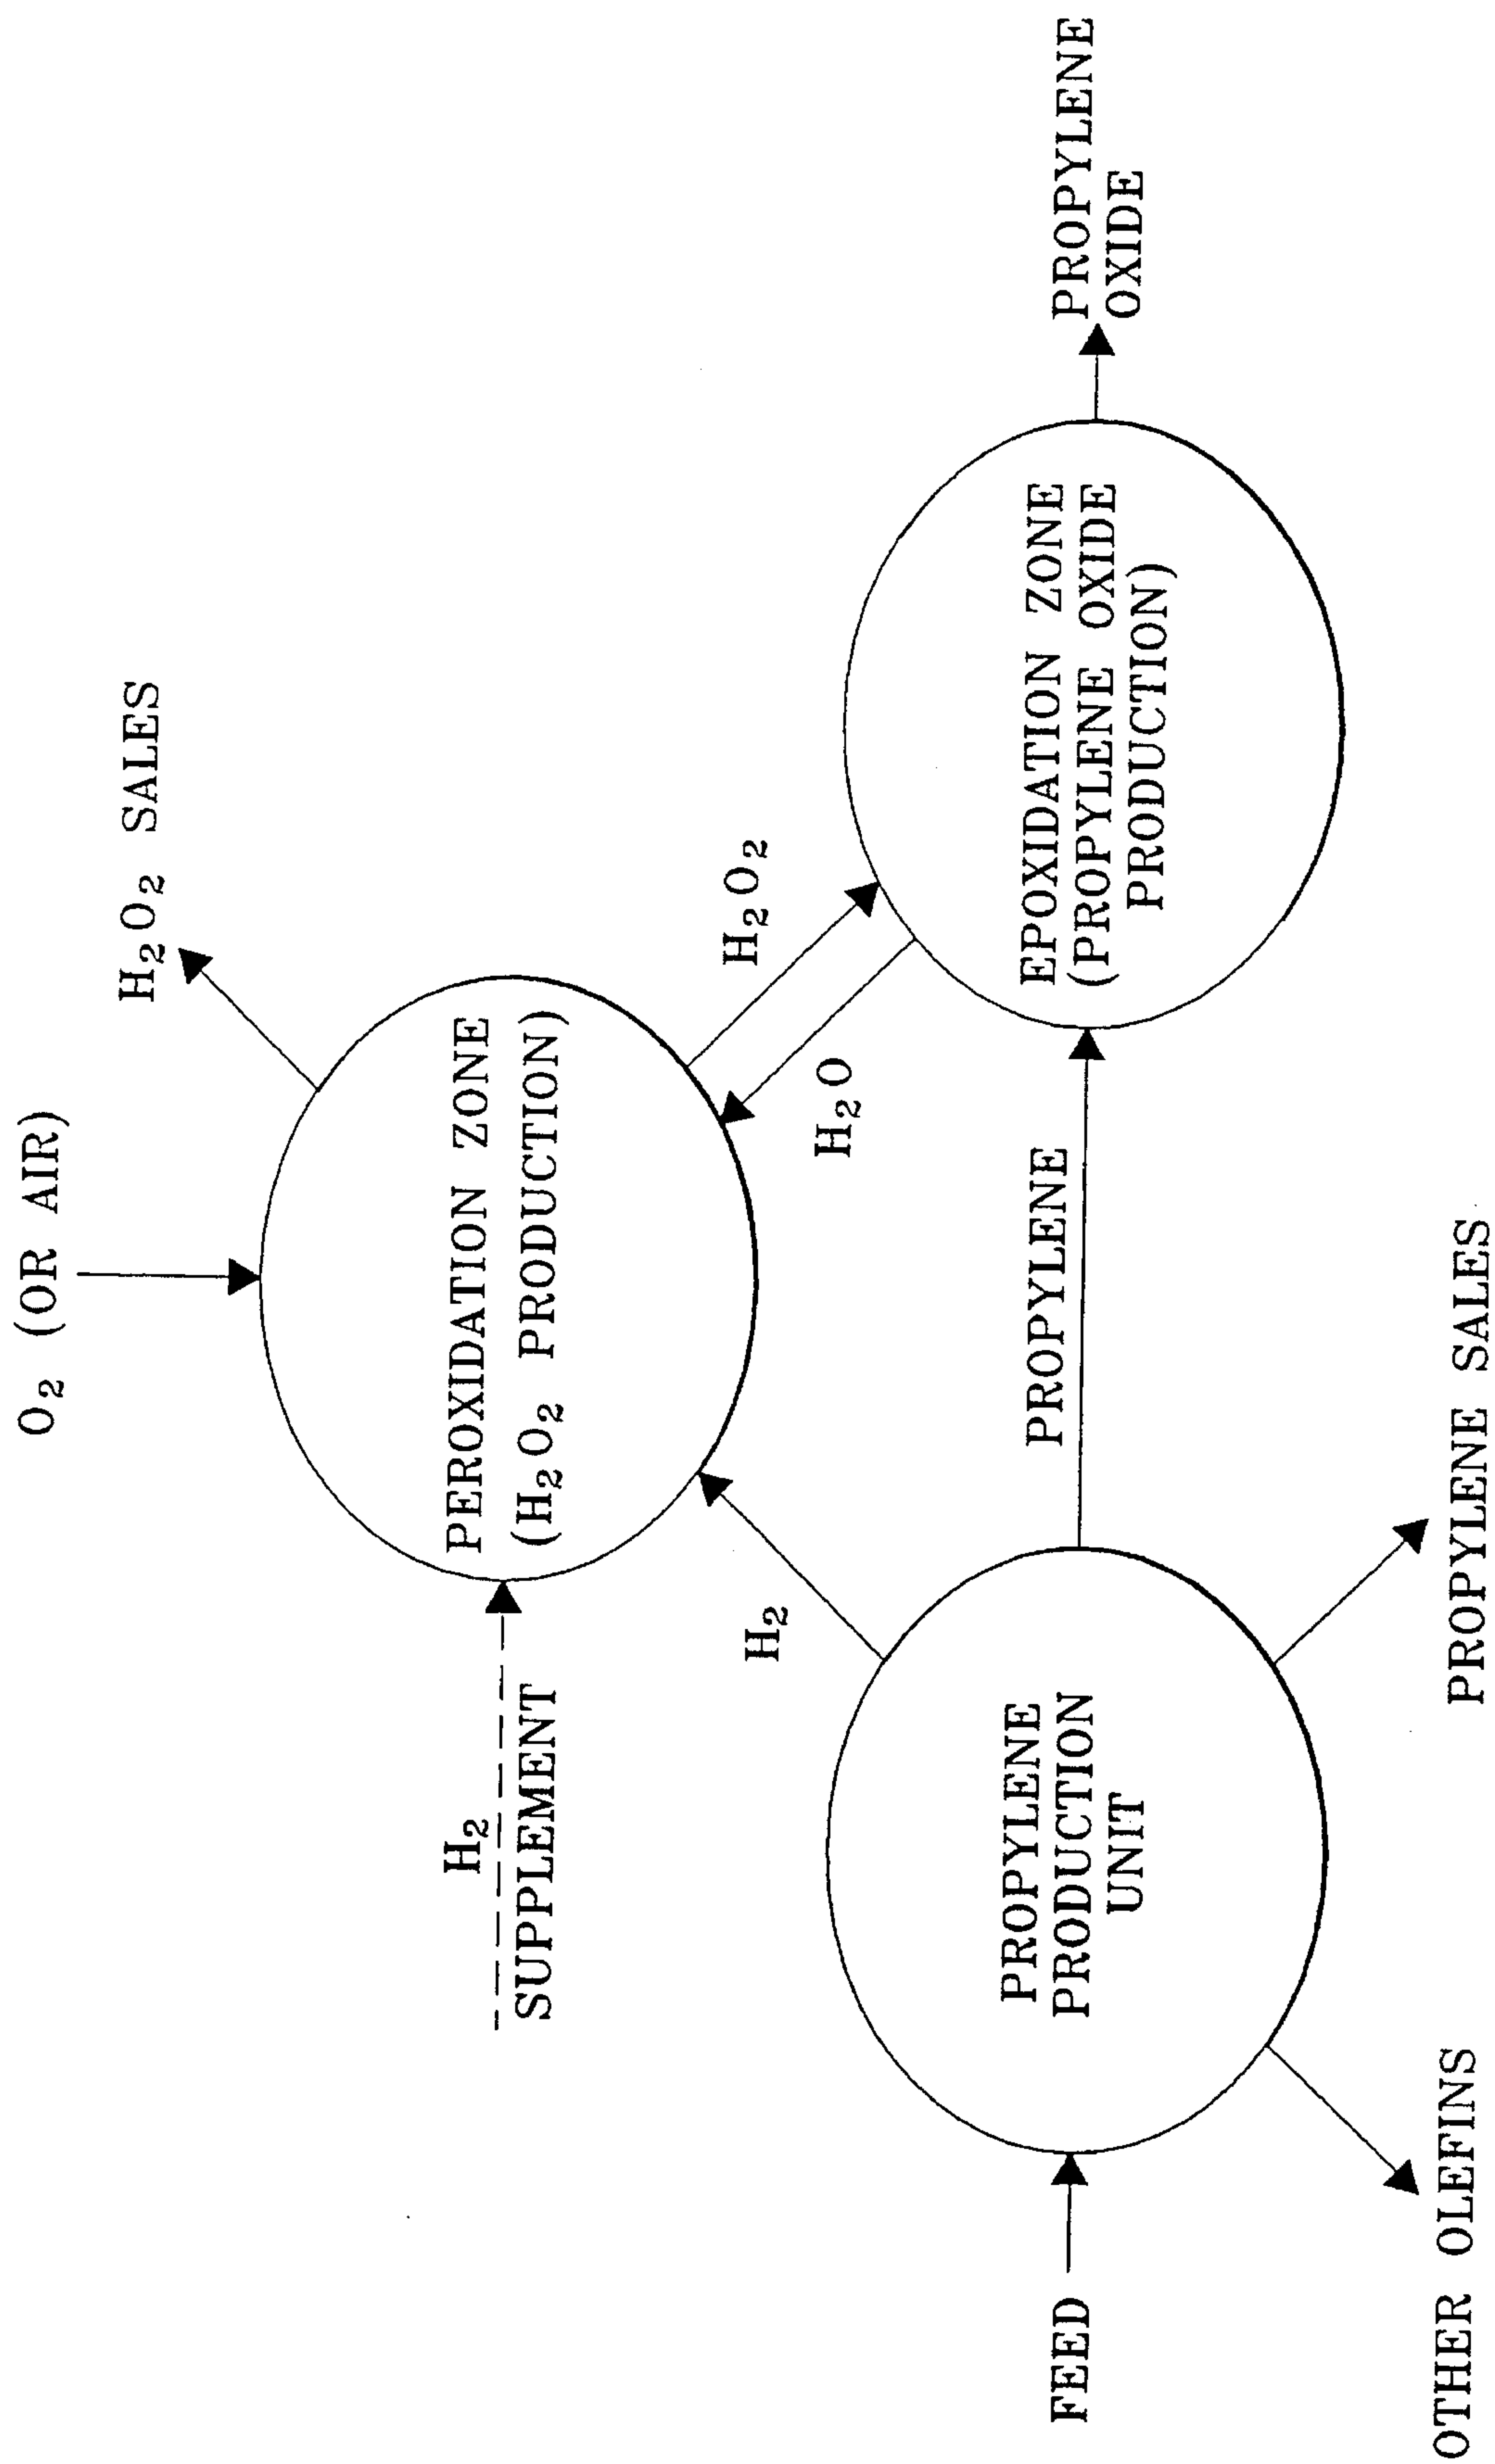 O₂ (OR AIR)
H₂O₂ SALES
H₂
SUPPLEMENT
PEROXIDATION ZONE
(H₂O₂ PRODUCTION)
H₂
H₂O₂
H₂O
PROPYLENE
FEED
PROPYLENE
PRODUCTION
UNIT
EPOXIDATION ZONE
(PROPYLENE OXIDE
PRODUCTION)
PROPYLENE
OXIDE
OTHER OLEFINS
PROPYLENE SALES